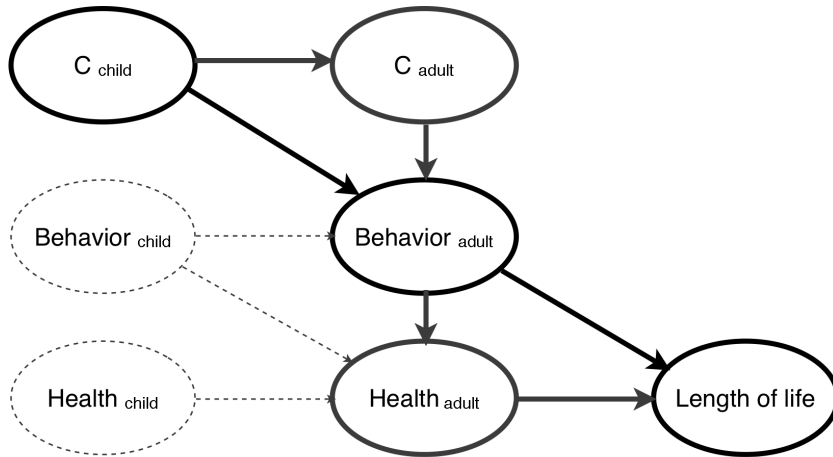 C child
C adult
Behavior child
Behavior adult
Health child
Health adult
Length of life